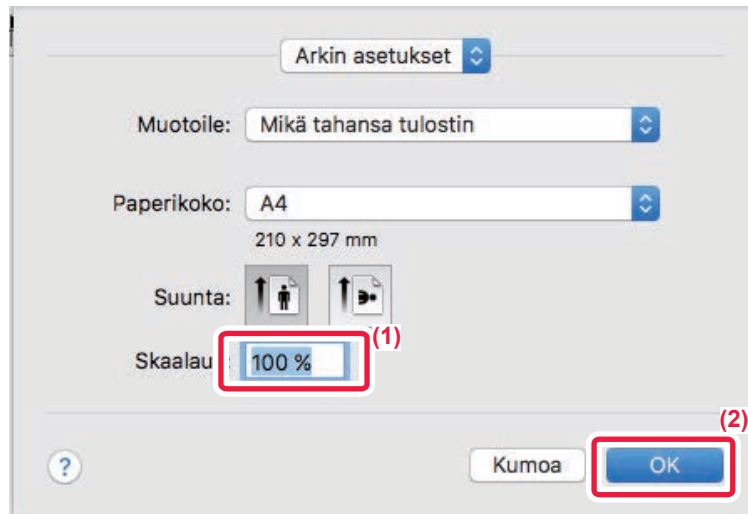 Arkin asetukset
Muotoile: Mikä tahansa tulostin
Paperikoko: A4
210 x 297 mm
Suunta:
(1)
Skaalau : 100 %
(2)
? Kumoa OK